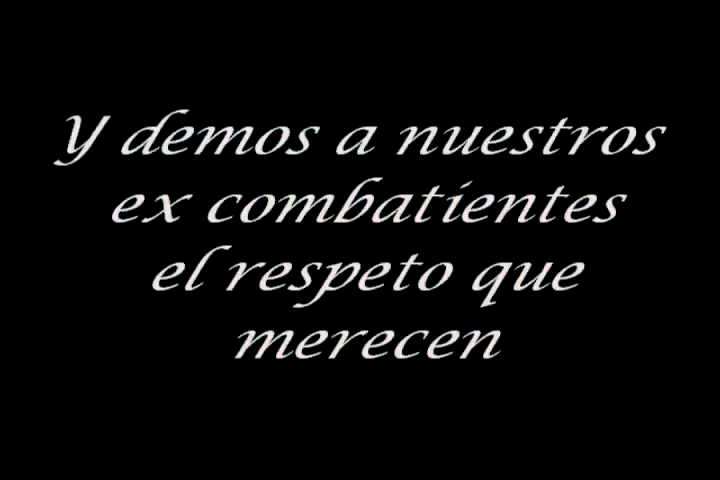 Y demos a nuestros
ex combatientes
el respeto que
merecen